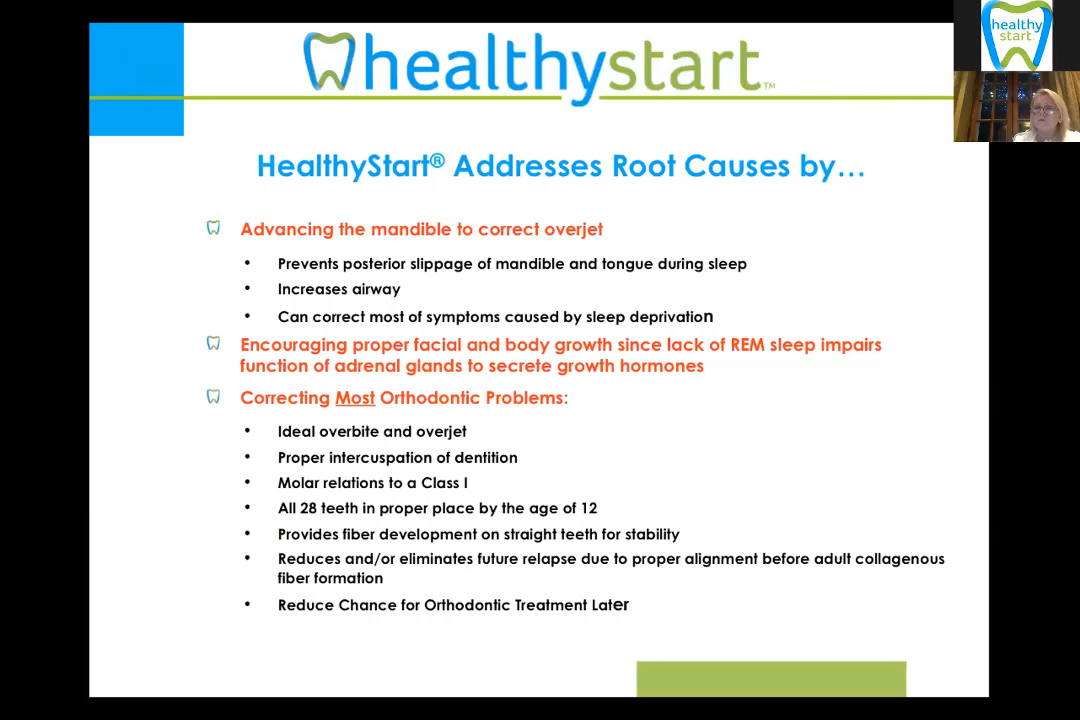 healthystart™
healthy
start
HealthyStart® Addresses Root Causes by…
Advancing the mandible to correct overjet
• Prevents posterior slippage of mandible and tongue during sleep
• Increases airway
• Can correct most of symptoms caused by sleep deprivation
Encouraging proper facial and body growth since lack of REM sleep impairs
function of adrenal glands to secrete growth hormones
Correcting Most Orthodontic Problems:
• Ideal overbite and overjet
• Proper intercuspation of dentition
• Molar relations to a Class I
• All 28 teeth in proper place by the age of 12
• Provides fiber development on straight teeth for stability
• Reduces and/or eliminates future relapse due to proper alignment before adult collagenous
fiber formation
• Reduce Chance for Orthodontic Treatment Later